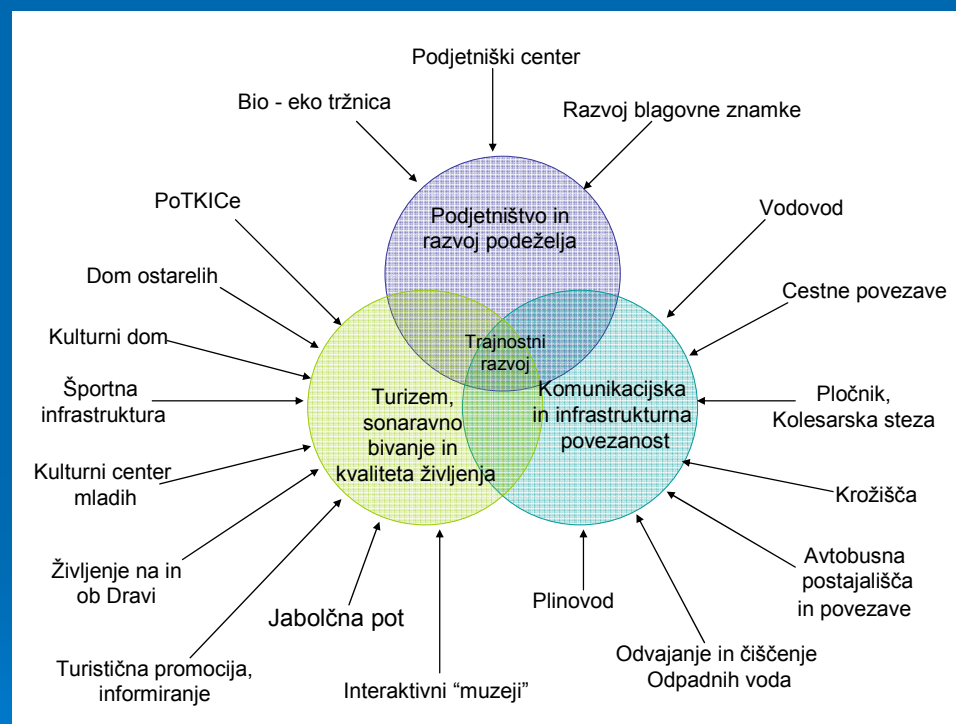 Podjetniški center
Bio - eko tržnica
Razvoj blagovne znamke
PoTKICe
Podjetništvo in
razvoj podeželja
Vodovod
Dom ostarelih
Cestne povezave
Kulturni dom
Trajnostni
razvoj
Športna
infrastruktura
Turizem,
sonaravno
bivanje in
kvaliteta življenja
Komunikacijska
in infrastrukturna
povezanost
Pločnik,
Kolesarska steza
Kulturni center
mladih
Krožišča
Življenje na in
ob Dravi
Avtobusna
postajališča
in povezave
Jabolčna pot
Plinovod
Turistična promocija,
informiranje
Interaktivni “muzeji”
Odvajanje in čiščenje
Odpadnih voda